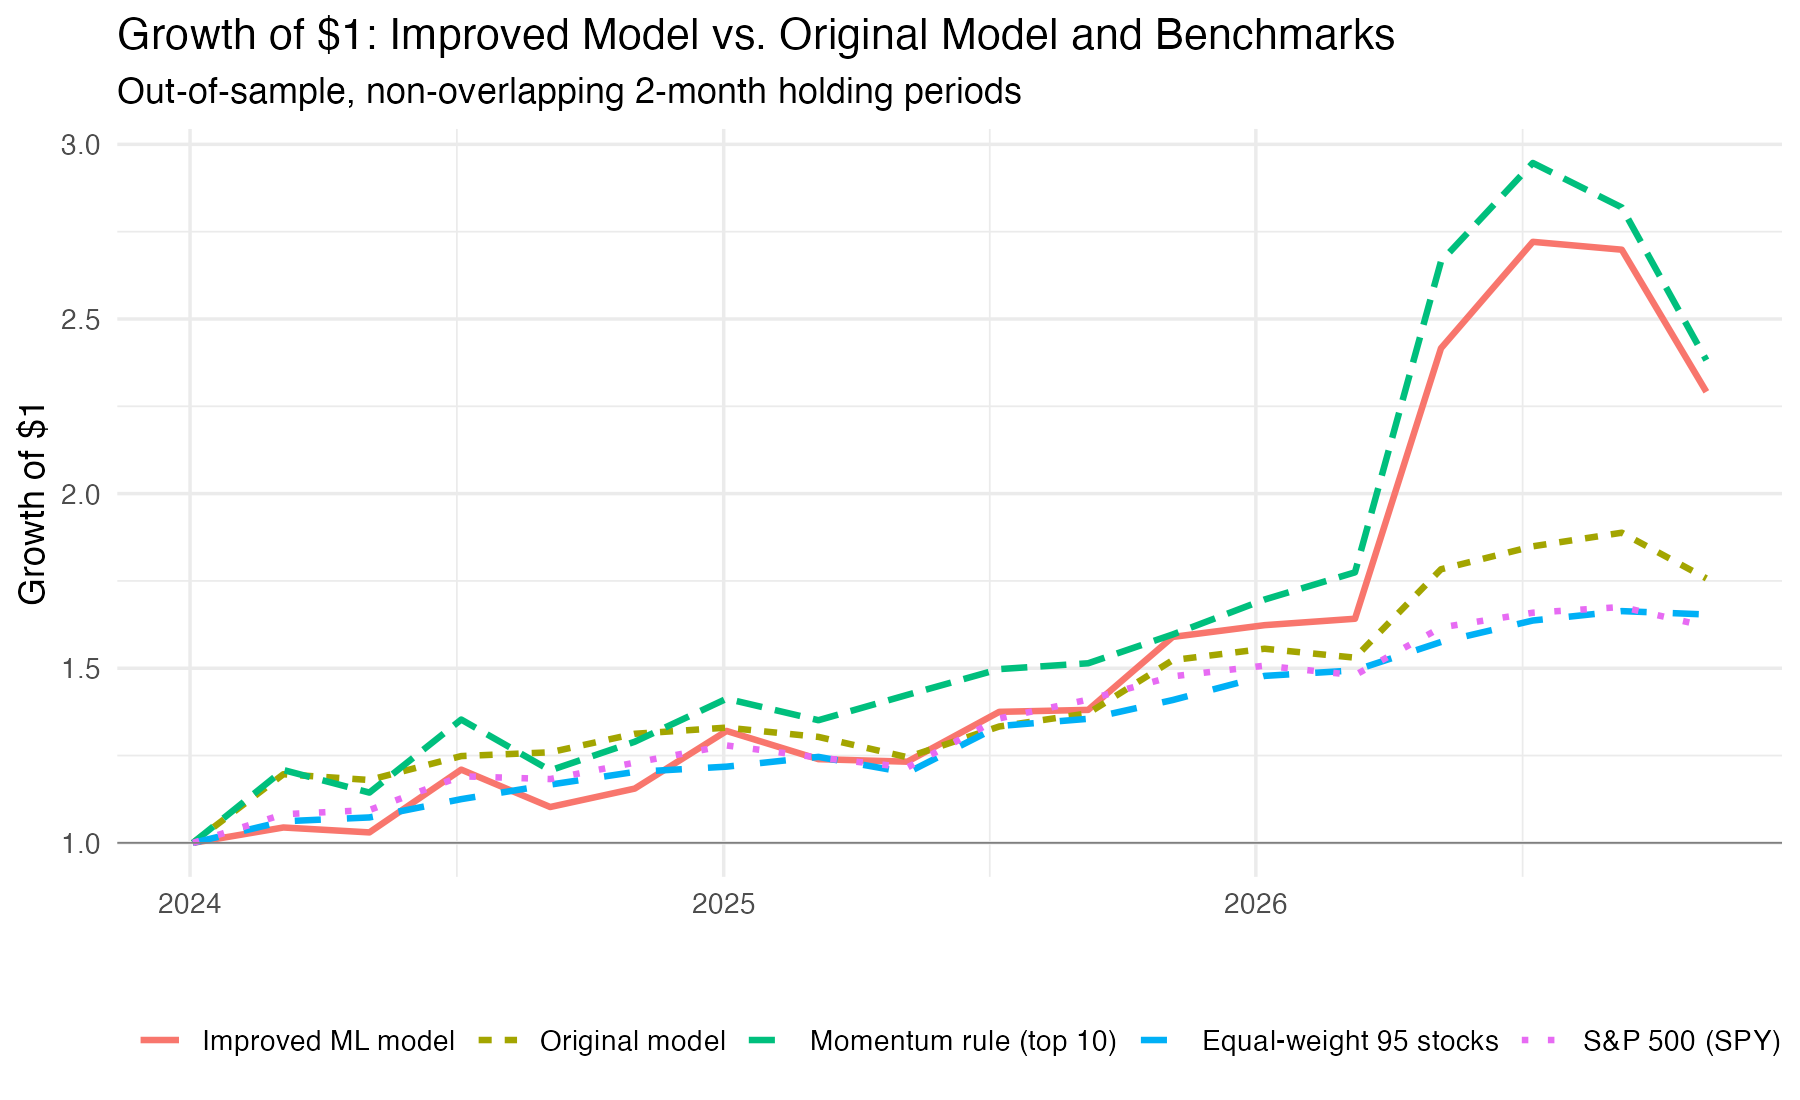 Growth of $1: Improved Model vs. Original Model and Benchmarks
Out-of-sample, non-overlapping 2-month holding periods
Growth of $1
3.0
2.5
2.0
1.5
1.0
2024 2025 2026
Improved ML model Original model Momentum rule (top 10) Equal-weight 95 stocks S&P 500 (SPY)